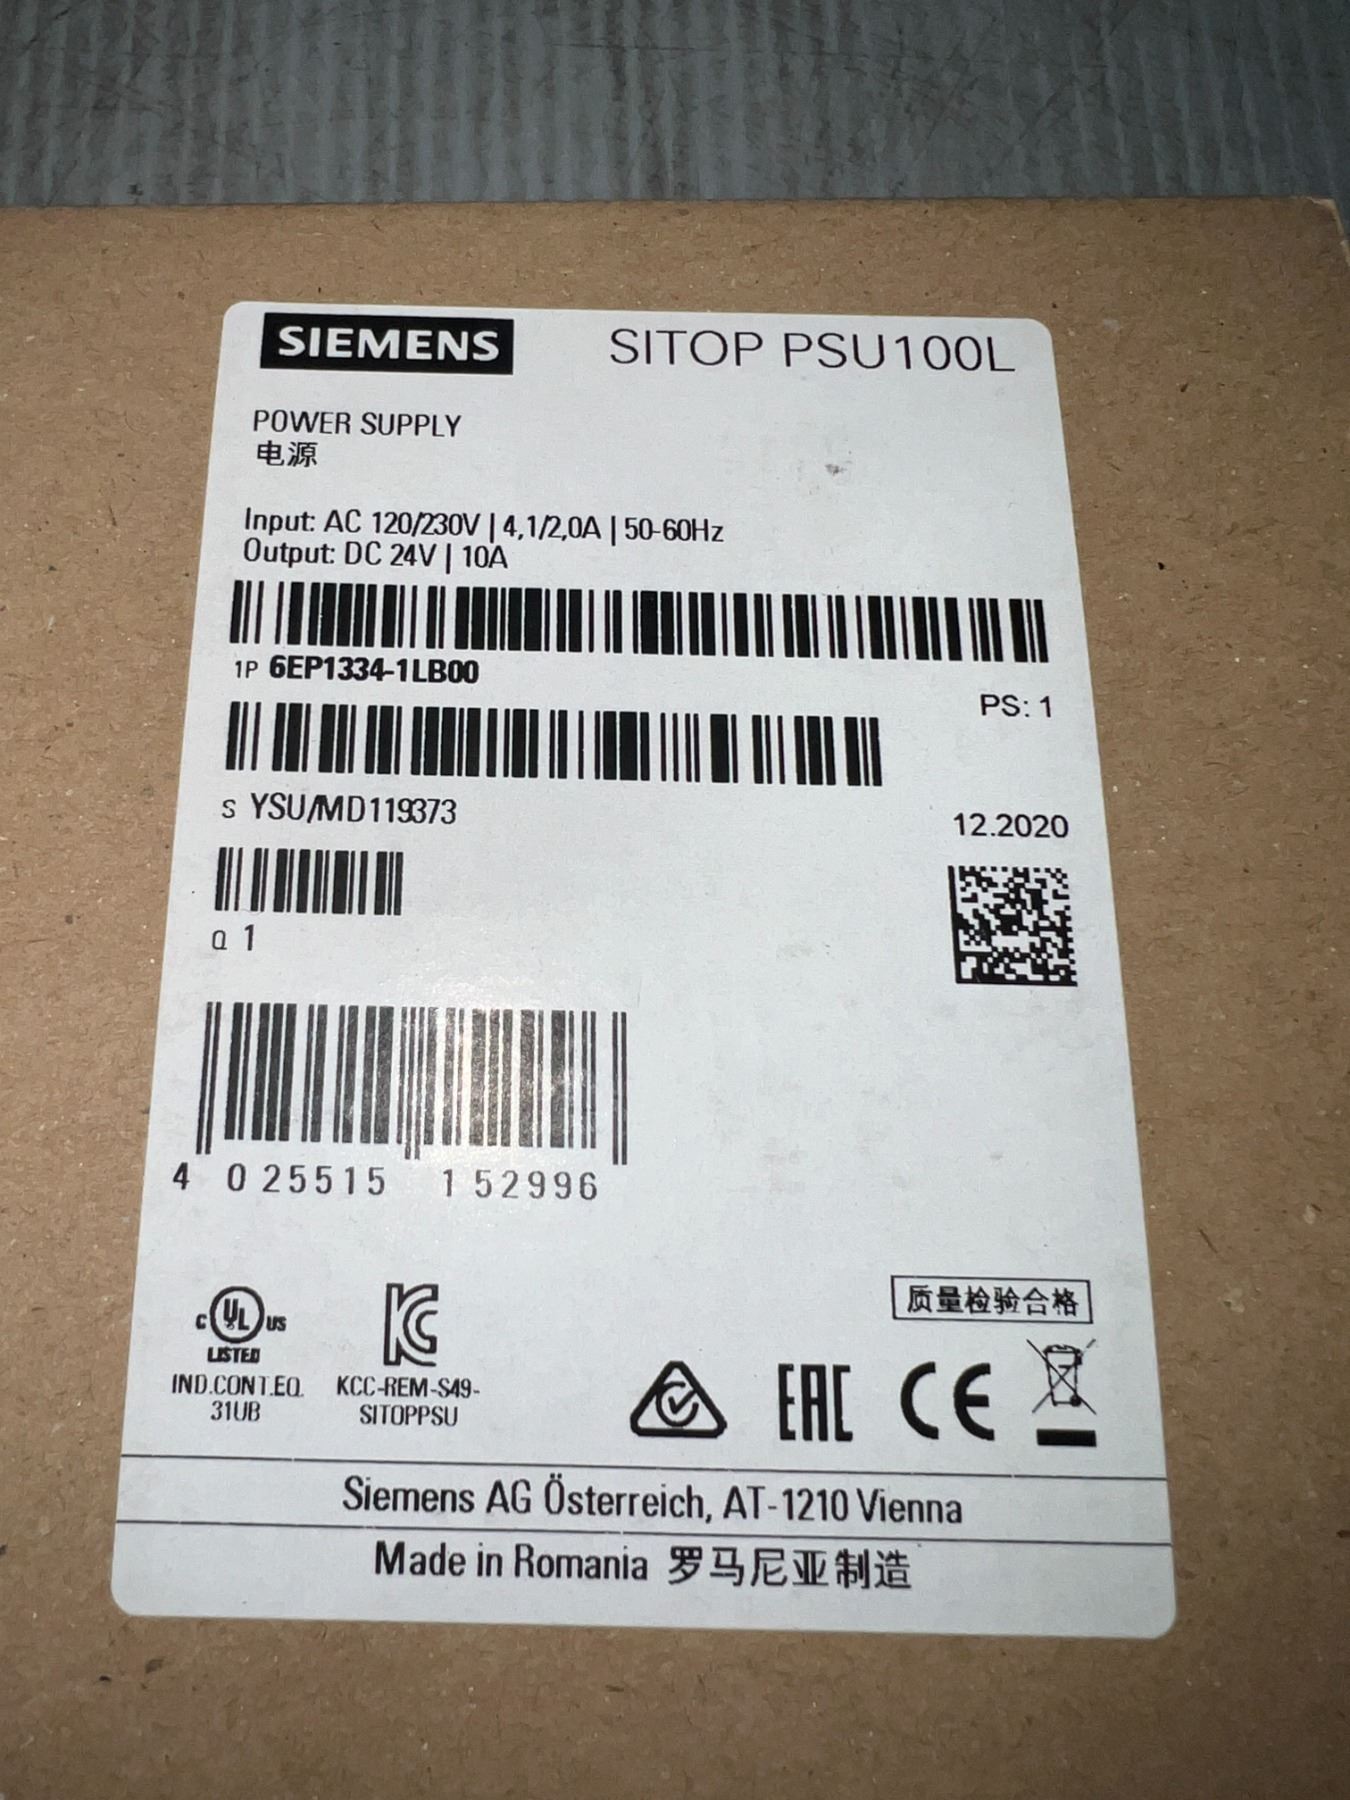 SIEMENS SITOP PSU100L
POWER SUPPLY
电源
Input: AC 120/230V | 4,1/2,0A | 50-60Hz
Output: DC 24V | 10A
1P 6EP1334-1LB00
PS: 1
S YSU/MD119373
12.2020
Q 1
4 025515 152996
质量检验合格
C UL US
LISTED
IND.CONT.EQ.
31UB
KC
KCC-REM-S49-
SITOPPSU
EAC CE
Siemens AG Österreich, AT-1210 Vienna
Made in Romania 罗马尼亚制造